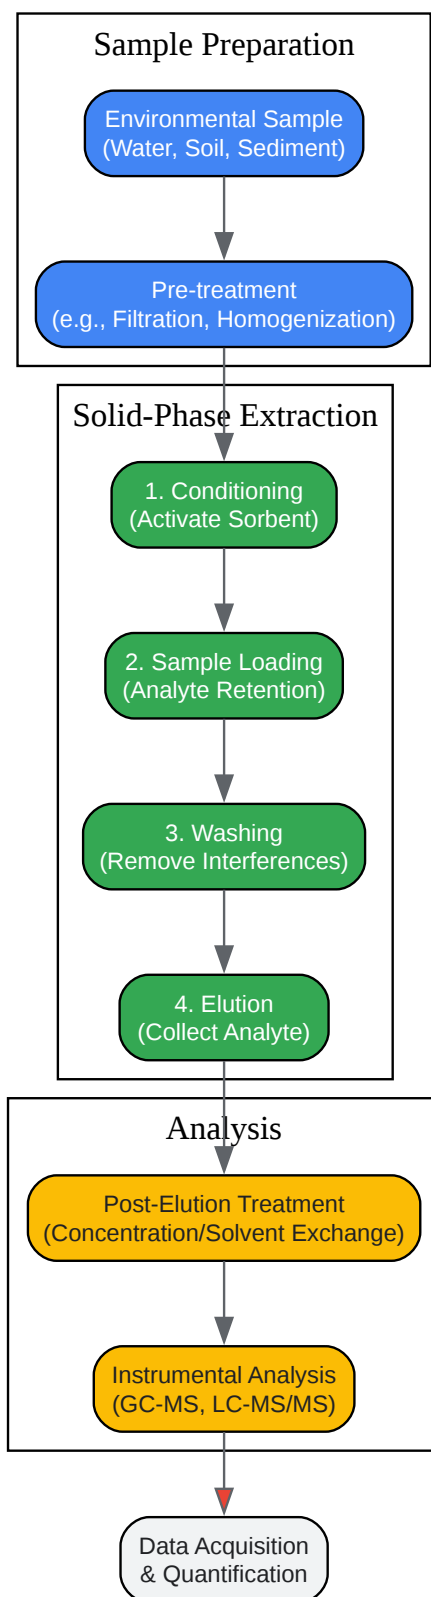 Sample Preparation
Environmental Sample
(Water, Soil, Sediment)
Pre-treatment
(e.g., Filtration, Homogenization)
Solid-Phase Extraction
1. Conditioning
(Activate Sorbent)
2. Sample Loading
(Analyte Retention)
3. Washing
(Remove Interferences)
4. Elution
(Collect Analyte)
Analysis
Post-Elution Treatment
(Concentration/Solvent Exchange)
Instrumental Analysis
(GC-MS, LC-MS/MS)
Data Acquisition
& Quantification